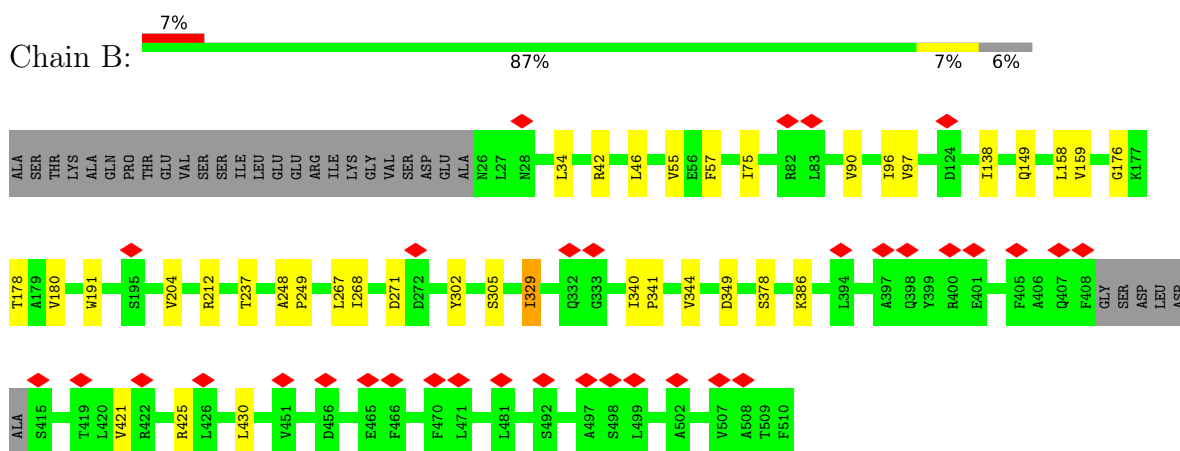 7%
Chain B:
87% 7% 6%
ALA SER THR LYS ALA GLN PRO THR GLU VAL SER SER ILE LEU GLU GLU ARG ILE LYS GLY VAL SER ASP GLU ALA N26 L27 N28 L34 R42 L46 V55 E56 F57 I75 R82 L83 V90 I96 V97 D124 I138 Q149 L158 V159 G176 K177
T178 A179 V180 W191 S195 V204 R212 T237 A248 P249 L267 I268 D271 D272 Y302 S305 I329 Q332 G333 I340 P341 V344 D349 S378 K386 L394 A397 Q398 Y399 R400 E401 F405 A406 Q407 F408 GLY SER ASP LEU ASP
ALA S415 T419 L420 V421 R422 R425 L426 L430 V451 D456 E465 F466 F470 L471 L481 S492 A497 S498 L499 A502 V507 A508 T509 F510